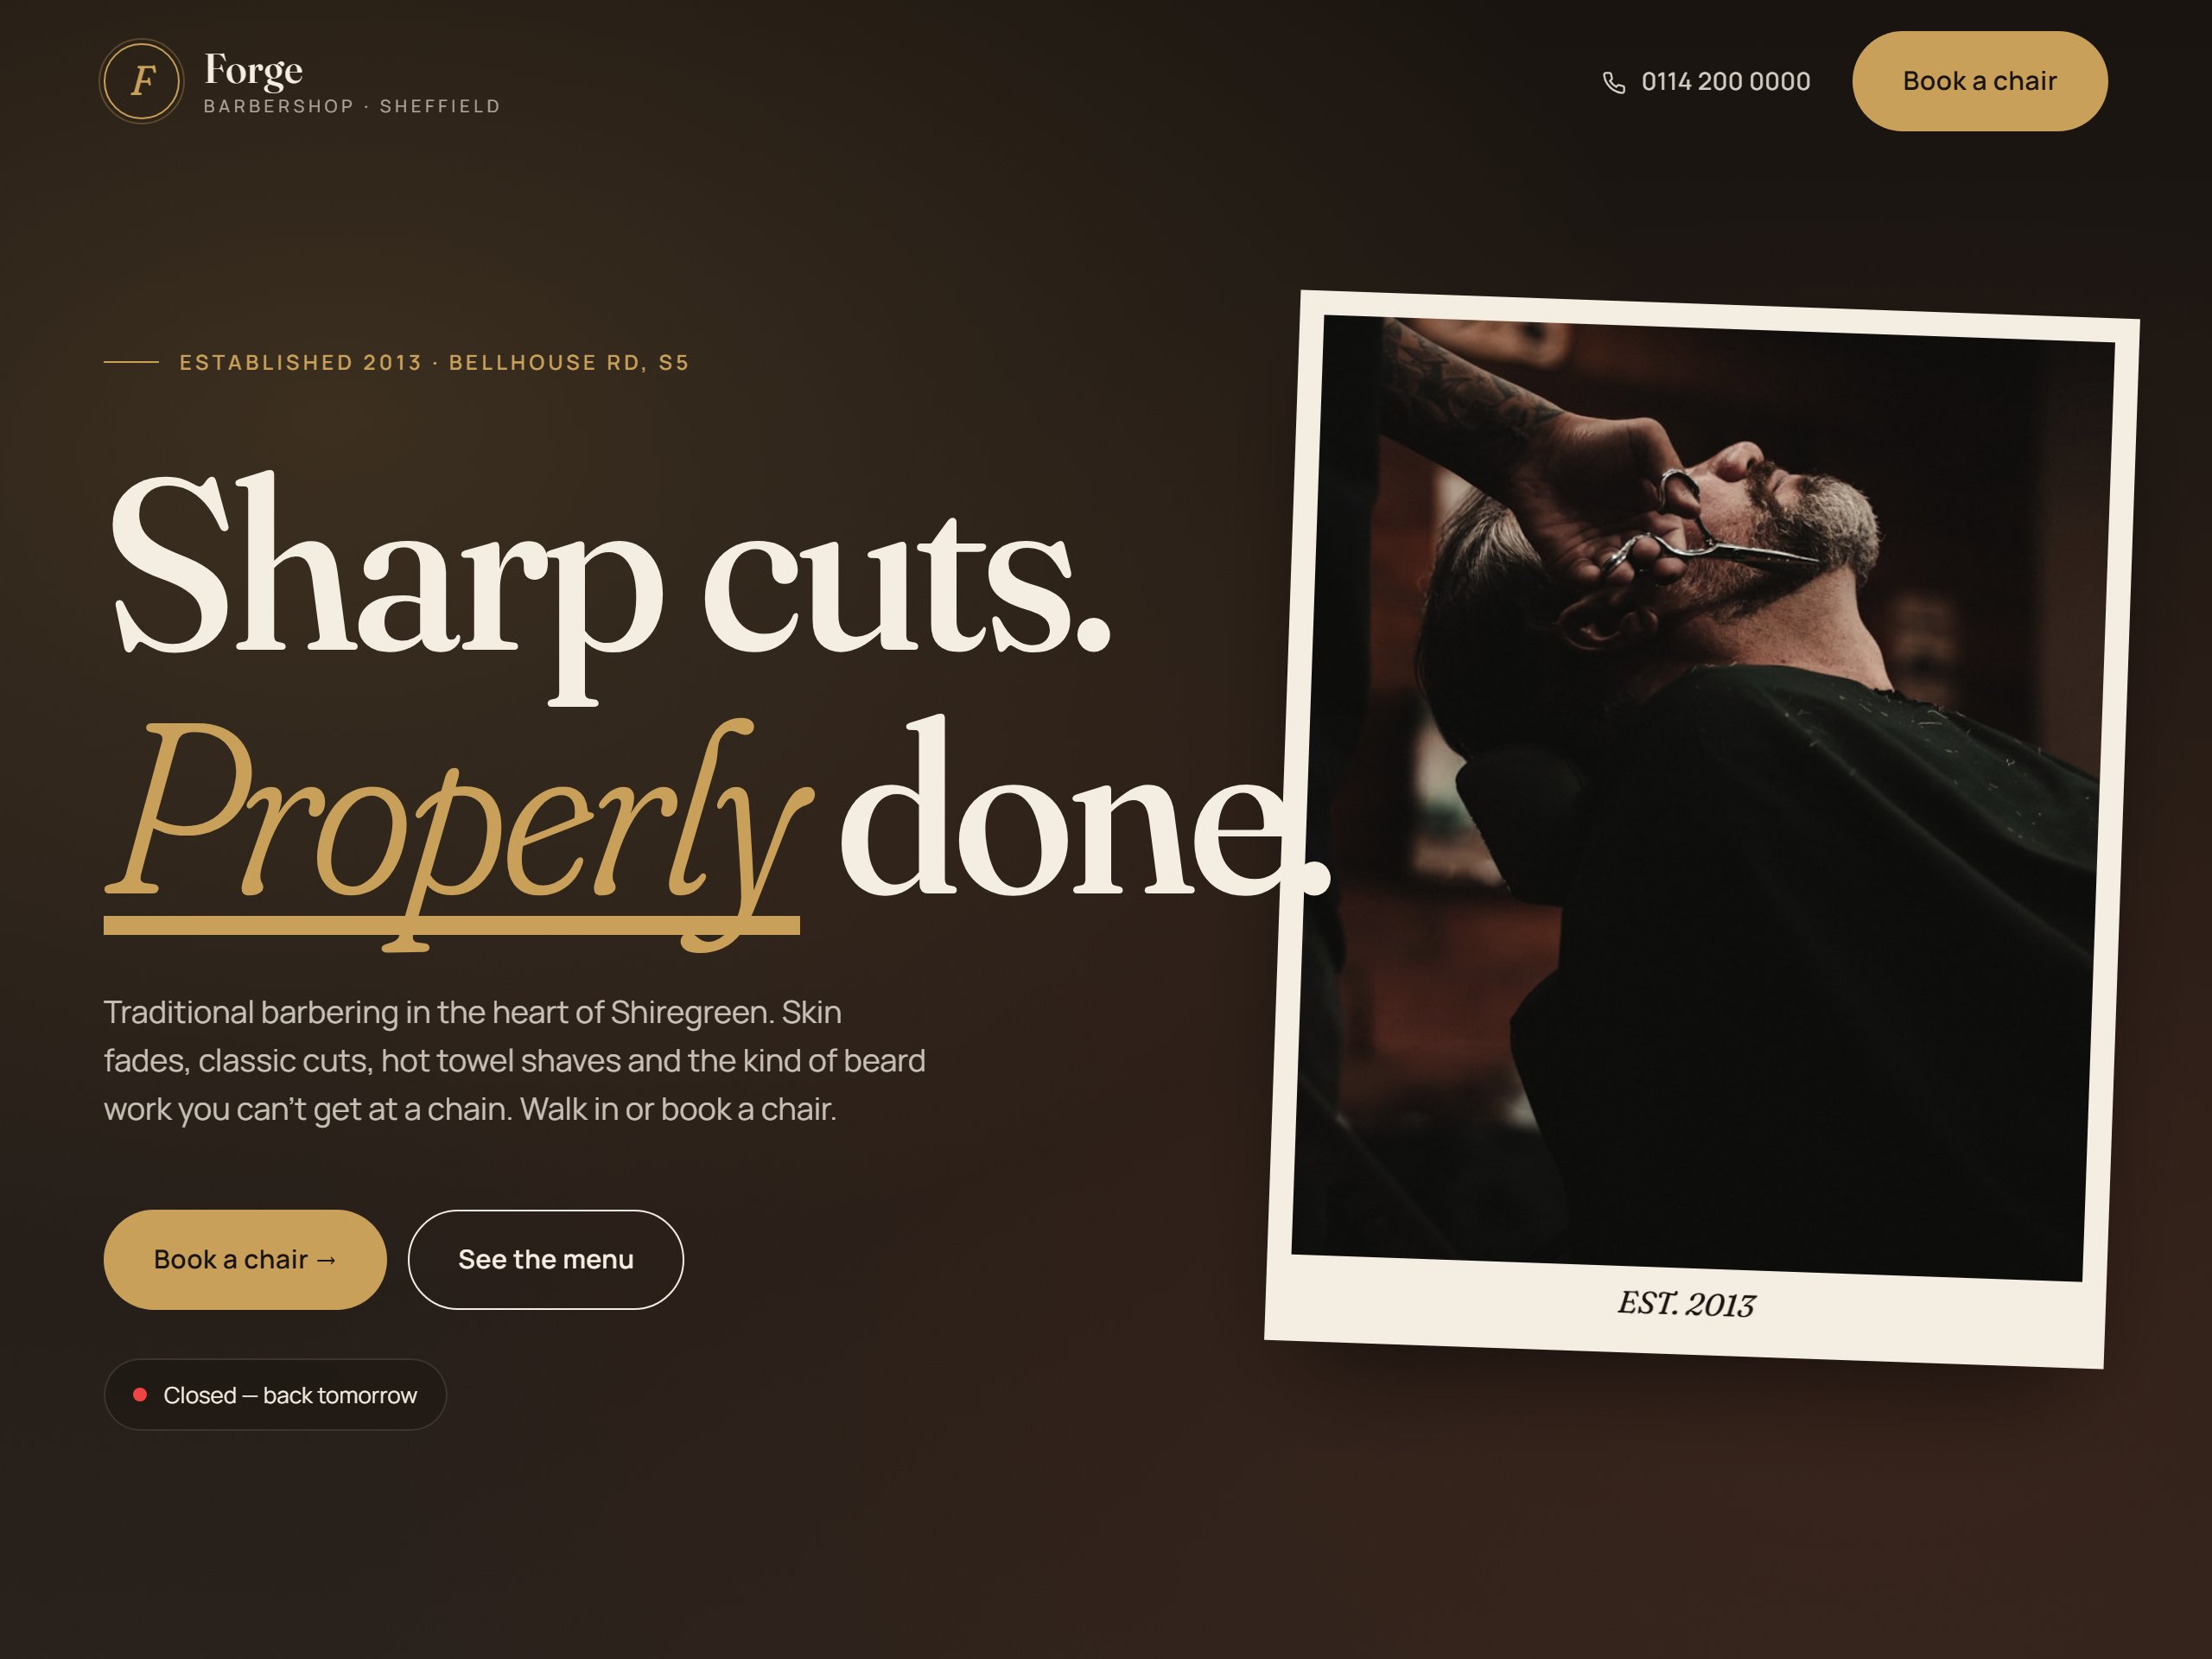 F
Forge
BARBERSHOP · SHEFFIELD
0114 200 0000
Book a chair
ESTABLISHED 2013 · BELLHOUSE RD, S5
Sharp cuts.
Properly done.
Traditional barbering in the heart of Shiregreen. Skin
fades, classic cuts, hot towel shaves and the kind of beard
work you can’t get at a chain. Walk in or book a chair.
Book a chair →
See the menu
Closed — back tomorrow
EST. 2013